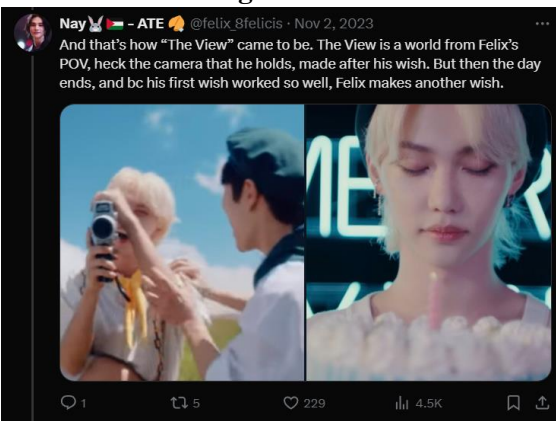 Nay🐰🇵🇸 - ATE 🥠 @felix_8felicis · Nov 2, 2023
And that’s how “The View” came to be. The View is a world from Felix’s
POV, heck the camera that he holds, made after his wish. But then the day
ends, and bc his first wish worked so well, Felix makes another wish.
ME
1 5 229 4.5K